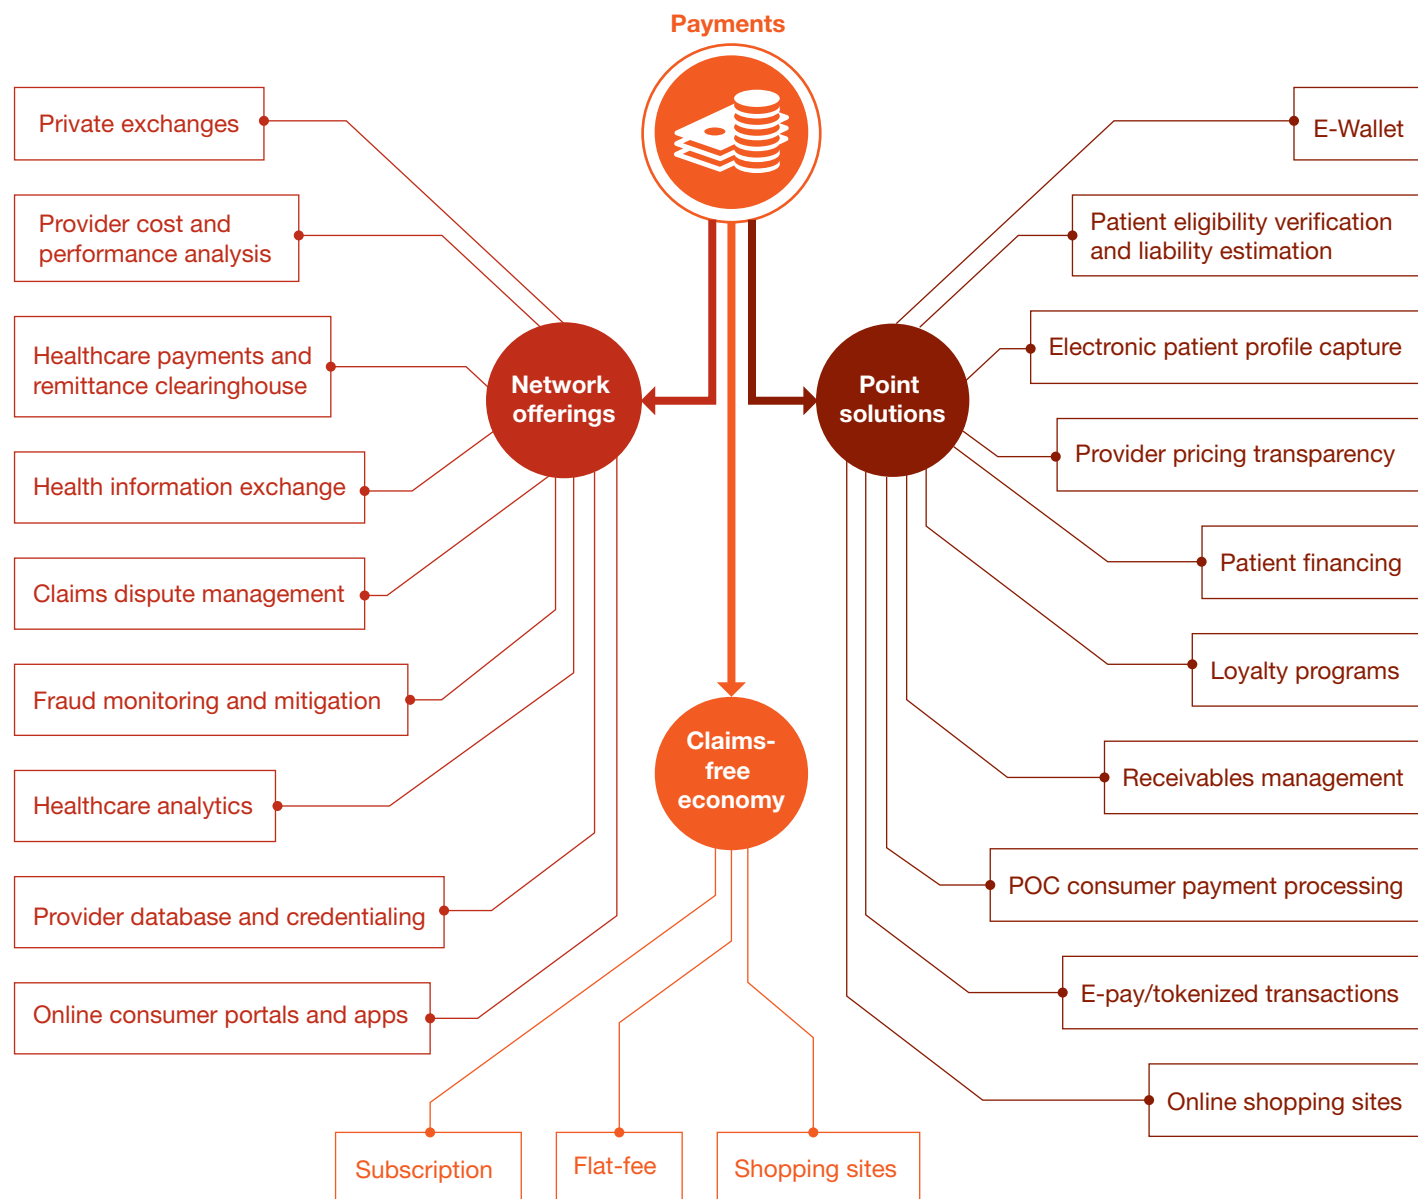 Payments
Private exchanges
Provider cost and
performance analysis
Healthcare payments and
remittance clearinghouse
Health information exchange
Claims dispute management
Fraud monitoring and mitigation
Healthcare analytics
Provider database and credentialing
Online consumer portals and apps
Network
offerings
Point
solutions
Claims-
free
economy
Subscription
Flat-fee
Shopping sites
E-Wallet
Patient eligibility verification
and liability estimation
Electronic patient profile capture
Provider pricing transparency
Patient financing
Loyalty programs
Receivables management
POC consumer payment processing
E-pay/tokenized transactions
Online shopping sites